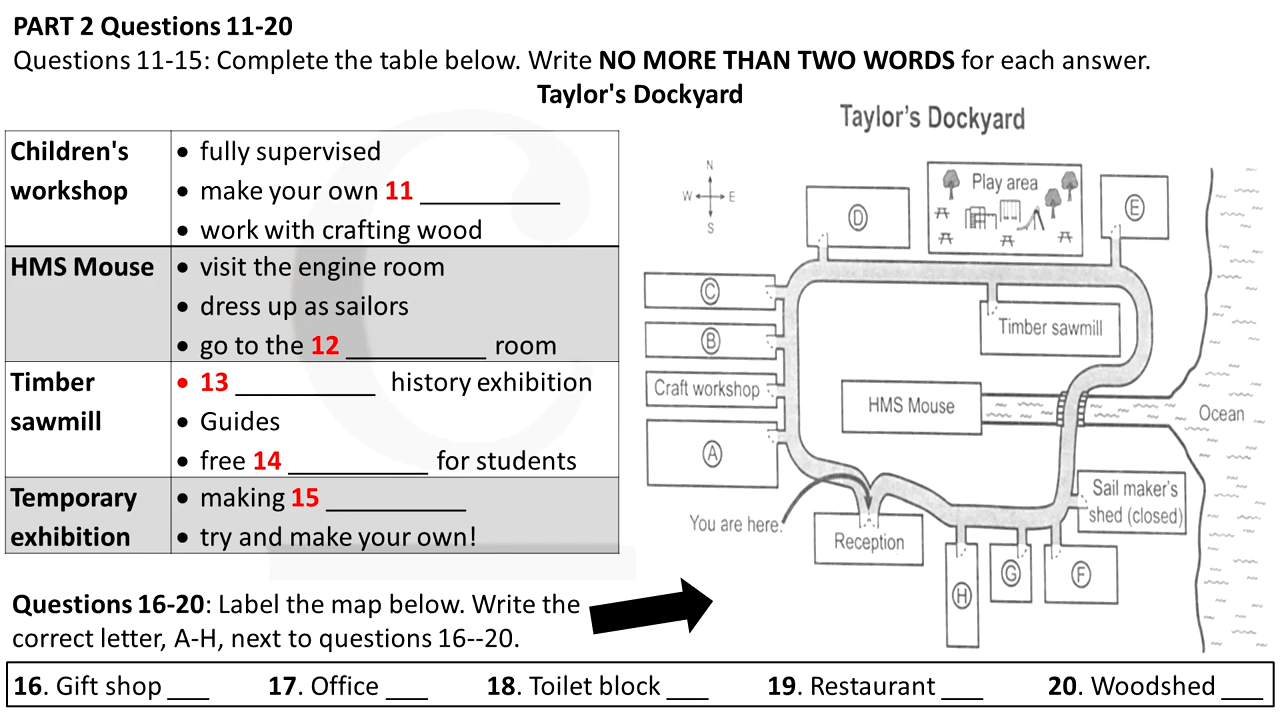 PART 2 Questions 11-20
Questions 11-15: Complete the table below. Write NO MORE THAN TWO WORDS for each answer.
Taylor's Dockyard
Children's workshop
• fully supervised
• make your own 11 ___________
• work with crafting wood
HMS Mouse
• visit the engine room
• dress up as sailors
• go to the 12 ___________ room
Timber sawmill
• 13 ___________ history exhibition
• Guides
• free 14 ___________ for students
Temporary exhibition
• making 15 ___________
• try and make your own!
Taylor's Dockyard
N
W E
S
D
Play area
E
C
Timber sawmill
B
Craft workshop
HMS Mouse
Ocean
A
Sail maker's
shed (closed)
You are here.
Reception
H
G
F
Questions 16-20: Label the map below. Write the
correct letter, A-H, next to questions 16--20.
16. Gift shop ___ 17. Office ___ 18. Toilet block ___ 19. Restaurant ___ 20. Woodshed ___